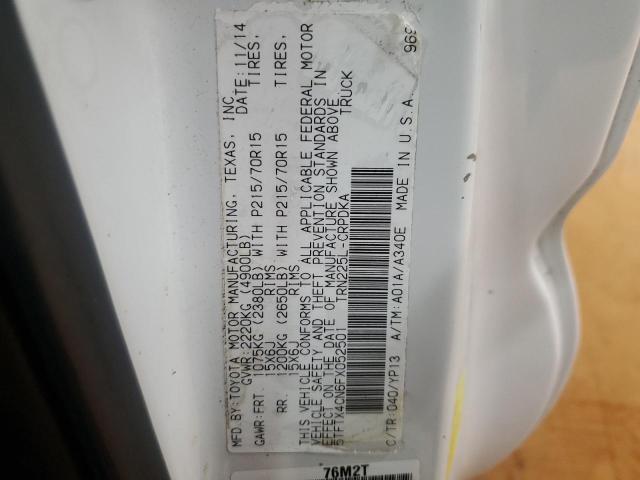 MFD.BY:TOYOTA MOTOR MANUFACTURING, TEXAS, INC.
GVWR:2220KG (4900LB) DATE:11/14
GAWR:FRT. 1075KG (2380LB) WITH P215/70R15 TIRES,
15X6J RIMS
RR. 1200KG (2650LB) WITH P215/70R15 TIRES,
15X6J RIMS
THIS VEHICLE CONFORMS TO ALL APPLICABLE FEDERAL MOTOR
VEHICLE SAFETY AND THEFT PREVENTION STANDARDS IN
EFFECT ON THE DATE OF MANUFACTURE SHOWN ABOVE.
5TFTX4CN6FX052501 TRUCK
TRN225L-CRPDKA
C/TR:040/YP13 A/TM:A01A/A340E
MADE IN U.S.A. 969
76M2T